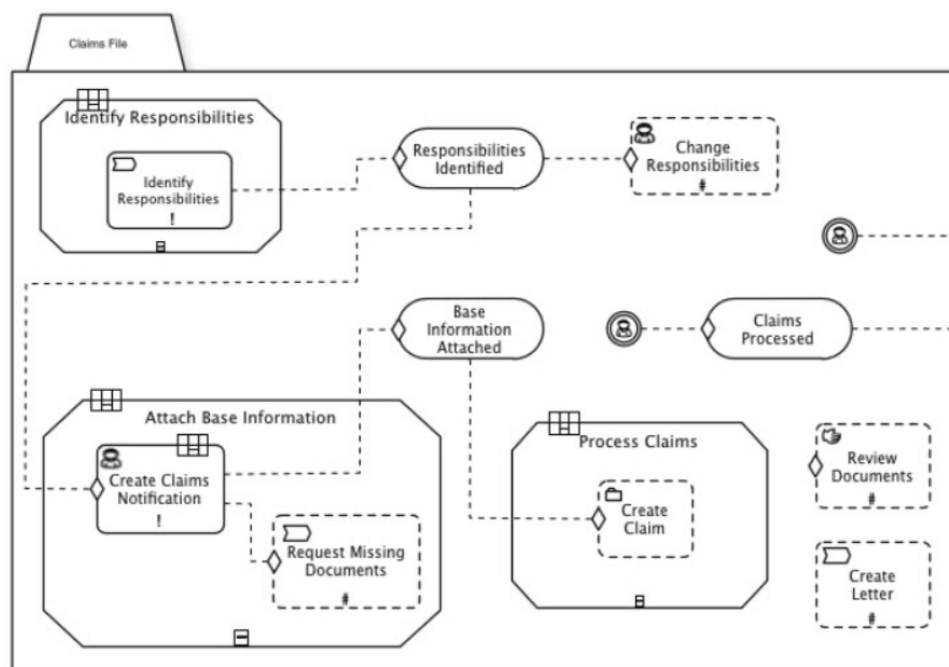 Claims File
Identify Responsibilities
Identify
Responsibilities
!
Responsibilities
Identified
Change
Responsibilities
#
Base
Information
Attached
Claims
Processed
Attach Base Information
Create Claims
Notification
!
Request Missing
Documents
#
Process Claims
Create
Claim
Review
Documents
#
Create
Letter
#